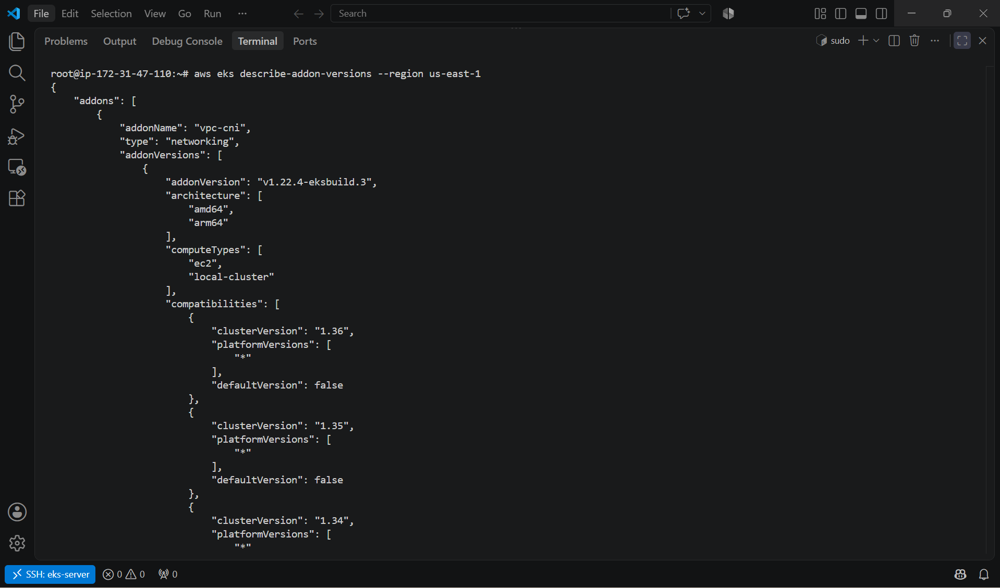 File Edit Selection View Go Run ··· Search
Problems Output Debug Console Terminal Ports sudo
root@ip-172-31-47-110:~# aws eks describe-addon-versions --region us-east-1
{
    "addons": [
        {
            "addonName": "vpc-cni",
            "type": "networking",
            "addonVersions": [
                {
                    "addonVersion": "v1.22.4-eksbuild.3",
                    "architecture": [
                        "amd64",
                        "arm64"
                    ],
                    "computeTypes": [
                        "ec2",
                        "local-cluster"
                    ],
                    "compatibilities": [
                        {
                            "clusterVersion": "1.36",
                            "platformVersions": [
                                "*"
                            ],
                            "defaultVersion": false
                        },
                        {
                            "clusterVersion": "1.35",
                            "platformVersions": [
                                "*"
                            ],
                            "defaultVersion": false
                        },
                        {
                            "clusterVersion": "1.34",
                            "platformVersions": [
                                "*"
SSH: eks-server 0 0 0